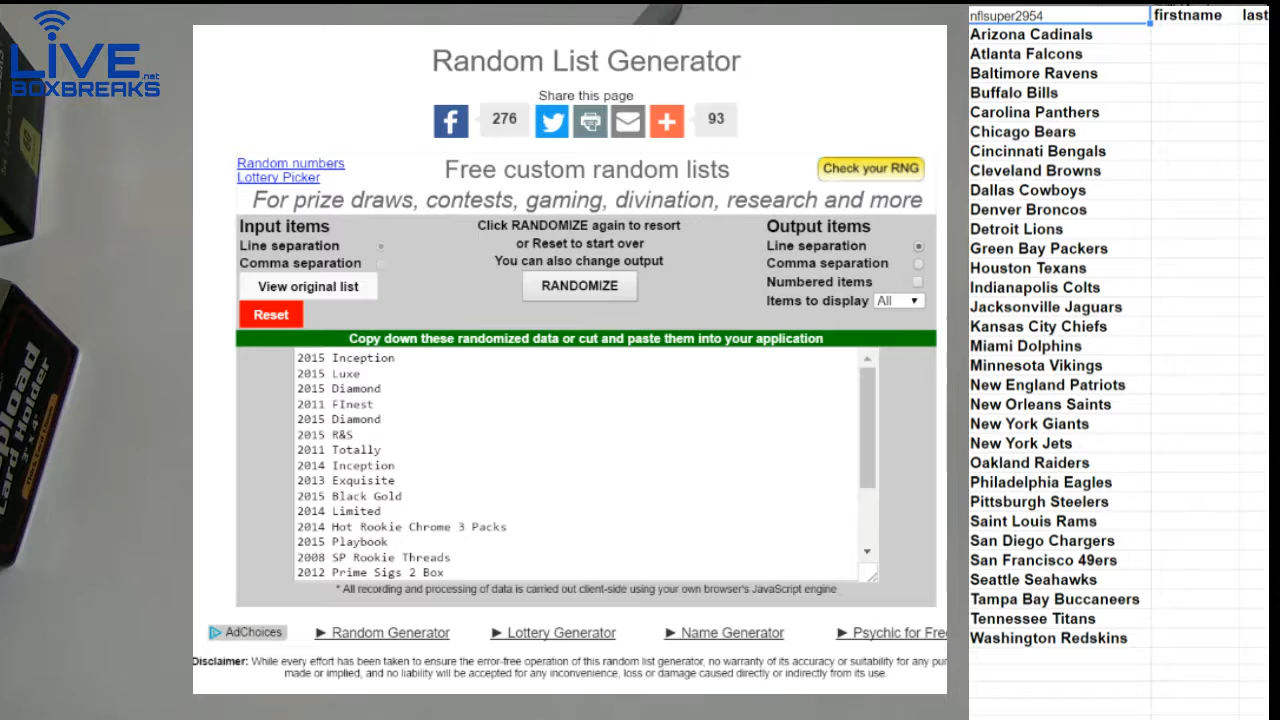 LIVE
.net
BOXBREAKS
Toploader
Card Holder
3" x 4"
Random List Generator
Share this page
276
93
Random numbers
Lottery Picker
Free custom random lists
Check your RNG
For prize draws, contests, gaming, divination, research and more
Input items
Line separation
Comma separation
View original list
Reset
Click RANDOMIZE again to resort
or Reset to start over
You can also change output
RANDOMIZE
Output items
Line separation
Comma separation
Numbered items
Items to display All
Copy down these randomized data or cut and paste them into your application
2015 Inception
2015 Luxe
2015 Diamond
2011 FInest
2015 Diamond
2015 R&S
2011 Totally
2014 Inception
2013 Exquisite
2015 Black Gold
2014 Limited
2014 Hot Rookie Chrome 3 Packs
2015 Playbook
2008 SP Rookie Threads
2012 Prime Sigs 2 Box
* All recording and processing of data is carried out client-side using your own browser's JavaScript engine
AdChoices
► Random Generator
► Lottery Generator
► Name Generator
► Psychic for Free
Disclaimer: While every effort has been taken to ensure the error-free operation of this random list generator, no warranty of its accuracy or suitability for any pur
made or implied, and no liability will be accepted for any inconvenience, loss or damage caused directly or indirectly from its use.
nflsuper2954 firstname last
Arizona Cadinals
Atlanta Falcons
Baltimore Ravens
Buffalo Bills
Carolina Panthers
Chicago Bears
Cincinnati Bengals
Cleveland Browns
Dallas Cowboys
Denver Broncos
Detroit Lions
Green Bay Packers
Houston Texans
Indianapolis Colts
Jacksonville Jaguars
Kansas City Chiefs
Miami Dolphins
Minnesota Vikings
New England Patriots
New Orleans Saints
New York Giants
New York Jets
Oakland Raiders
Philadelphia Eagles
Pittsburgh Steelers
Saint Louis Rams
San Diego Chargers
San Francisco 49ers
Seattle Seahawks
Tampa Bay Buccaneers
Tennessee Titans
Washington Redskins